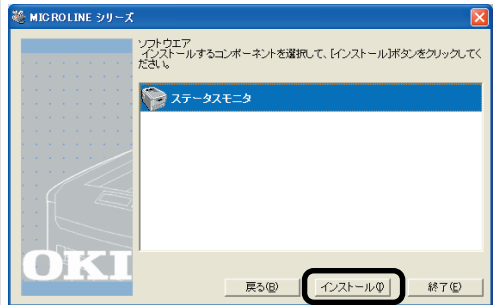 MICROLINE シリーズ
ソフトウエア
インストールするコンポーネントを選択して、[インストール]ボタンをクリックしてく
ださい。
ステータスモニタ
OKI
戻る(B) インストール(I) 終了(E)